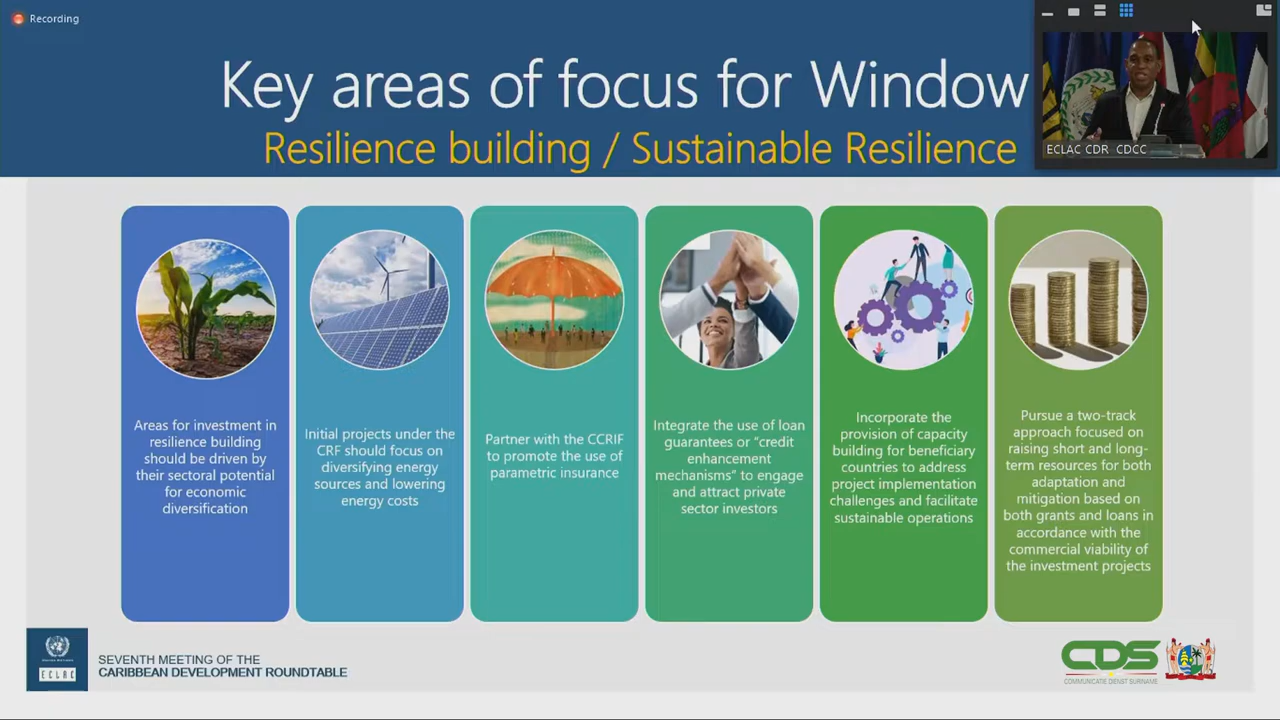 Recording
Key areas of focus for Window
Resilience building / Sustainable Resilience
ECLAC CDR CDCC
Areas for investment in
resilience building
should be driven by
their sectoral potential
for economic
diversification
Initial projects under the
CRF should focus on
diversifying energy
sources and lowering
energy costs
Partner with the CCRIF
to promote the use of
parametric insurance
Integrate the use of loan
guarantees or “credit
enhancement
mechanisms” to engage
and attract private
sector investors
Incorporate the
provision of capacity
building for beneficiary
countries to address
project implementation
challenges and facilitate
sustainable operations
Pursue a two-track
approach focused on
raising short and long-
term resources for both
adaptation and
mitigation based on
both grants and loans in
accordance with the
commercial viability of
the investment projects
ECLAC
SEVENTH MEETING OF THE
CARIBBEAN DEVELOPMENT ROUNDTABLE
CDS
COMMUNICATIE DIENST SURINAME